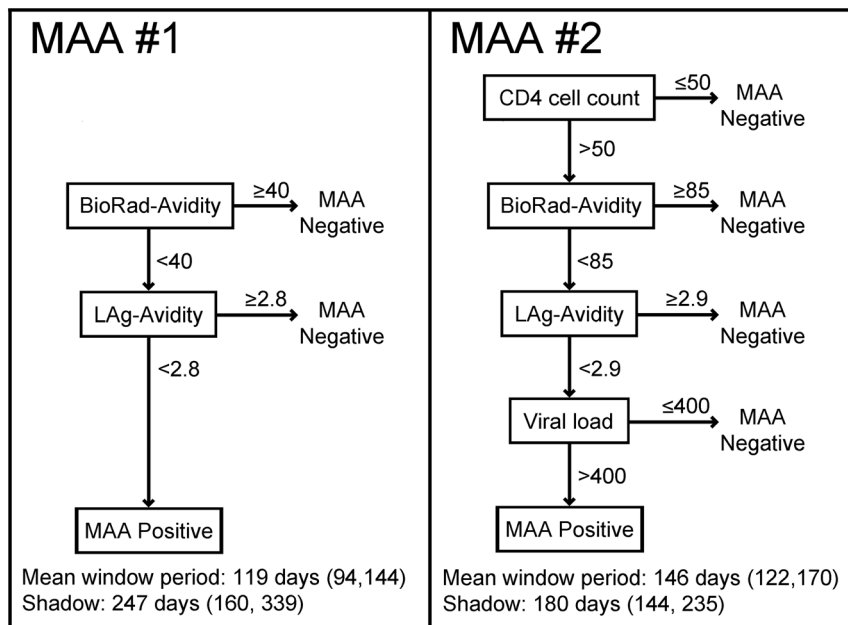 MAA #1
BioRad-Avidity
≥40
MAA
Negative
<40
LAg-Avidity
≥2.8
MAA
Negative
<2.8
MAA Positive
Mean window period: 119 days (94,144)
Shadow: 247 days (160, 339)
MAA #2
CD4 cell count
≤50
MAA
Negative
>50
BioRad-Avidity
≥85
MAA
Negative
<85
LAg-Avidity
≥2.9
MAA
Negative
<2.9
Viral load
≤400
MAA
Negative
>400
MAA Positive
Mean window period: 146 days (122,170)
Shadow: 180 days (144, 235)